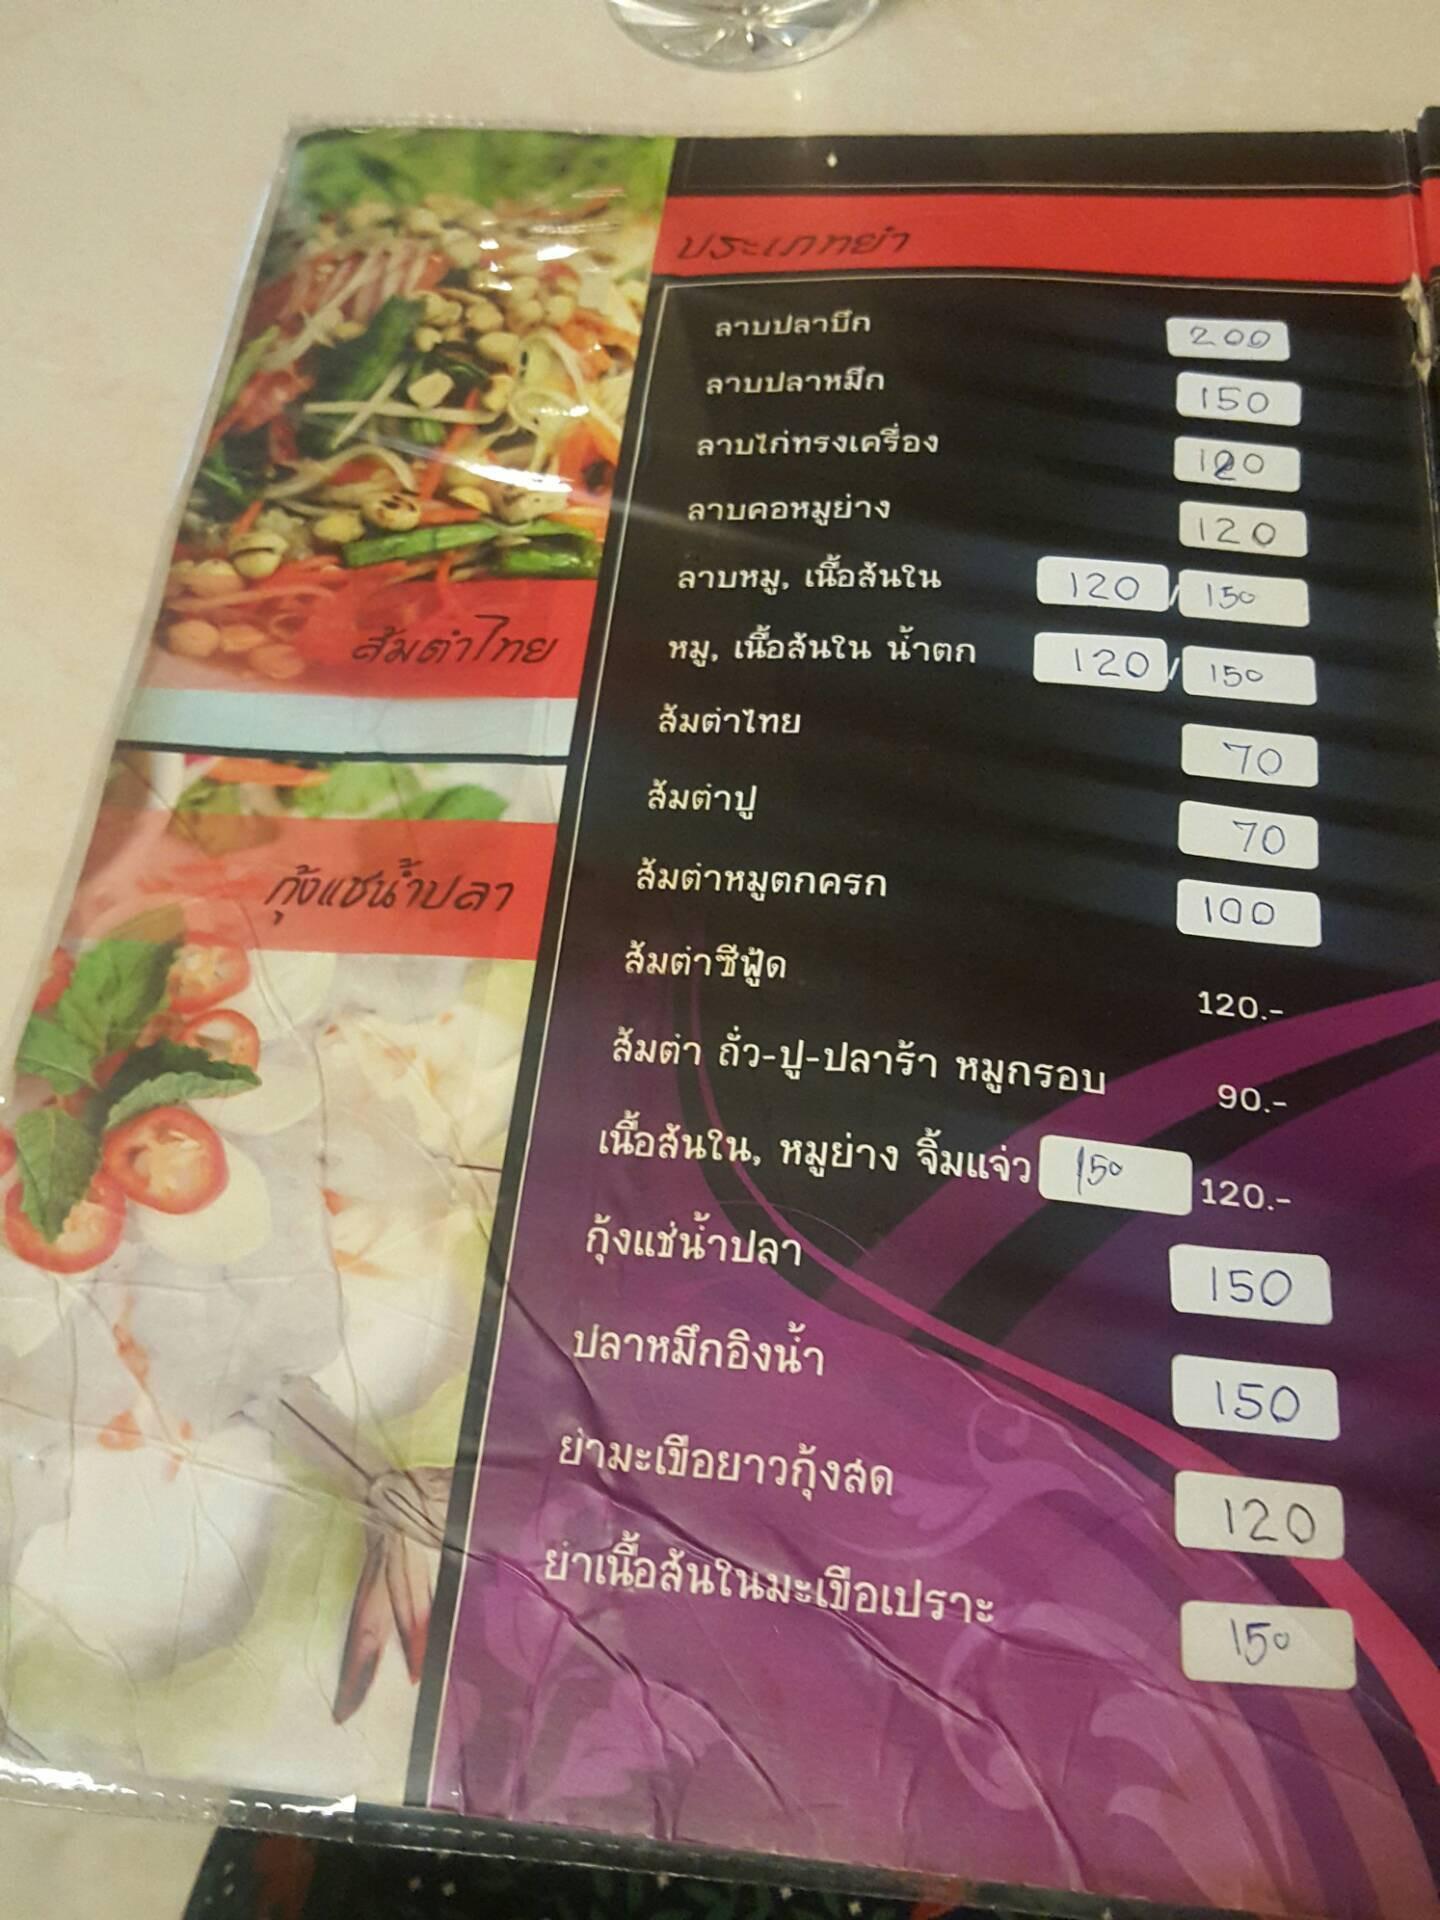 ประเภทยำ
ลาบปลาบึก 200
ลาบปลาหมึก 150
ลาบไก่ทรงเครื่อง 120
ลาบคอหมูย่าง 120
ลาบหมู, เนื้อสันใน 120 / 150
หมู, เนื้อสันใน น้ำตก 120 / 150
ส้มตำไทย 70
ส้มตำปู 70
ส้มตำหมูตกครก 100
ส้มตำซีฟู้ด 120.-
ส้มตำ ถั่ว-ปู-ปลาร้า หมูกรอบ 90.-
เนื้อสันใน, หมูย่าง จิ้มแจ่ว 150 120.-
กุ้งแช่น้ำปลา 150
ปลาหมึกอิงน้ำ 150
ยำมะเขือยาวกุ้งสด 120
ยำเนื้อสันในมะเขือเปราะ 150
ส้มตำไทย
กุ้งแช่น้ำปลา